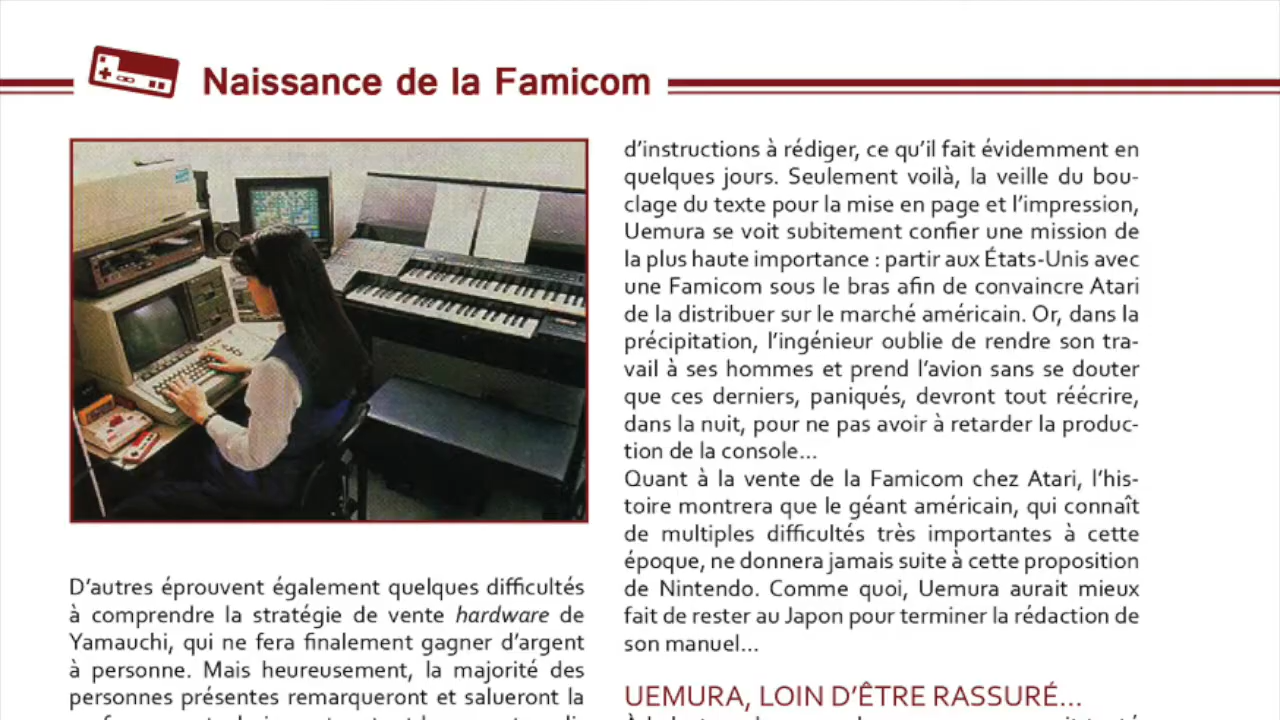 Naissance de la Famicom
D'autres éprouvent également quelques difficultés
à comprendre la stratégie de vente hardware de
Yamauchi, qui ne fera finalement gagner d'argent
à personne. Mais heureusement, la majorité des
personnes présentes remarqueront et salueront la
d'instructions à rédiger, ce qu'il fait évidemment en
quelques jours. Seulement voilà, la veille du bou-
clage du texte pour la mise en page et l'impression,
Uemura se voit subitement confier une mission de
la plus haute importance : partir aux États-Unis avec
une Famicom sous le bras afin de convaincre Atari
de la distribuer sur le marché américain. Or, dans la
précipitation, l'ingénieur oublie de rendre son tra-
vail à ses hommes et prend l'avion sans se douter
que ces derniers, paniqués, devront tout réécrire,
dans la nuit, pour ne pas avoir à retarder la produc-
tion de la console...
Quant à la vente de la Famicom chez Atari, l'his-
toire montrera que le géant américain, qui connaît
de multiples difficultés très importantes à cette
époque, ne donnera jamais suite à cette proposition
de Nintendo. Comme quoi, Uemura aurait mieux
fait de rester au Japon pour terminer la rédaction de
son manuel...
UEMURA, LOIN D'ÊTRE RASSURÉ...